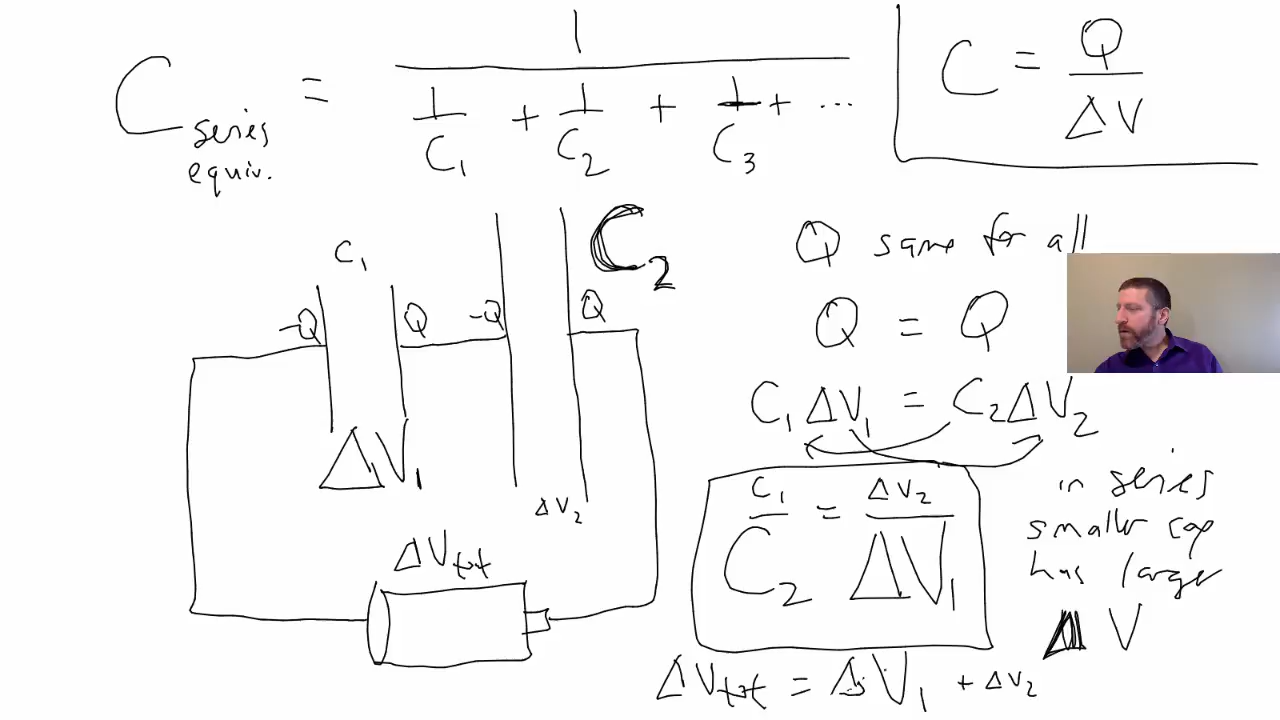 C series equiv. = 1 / (1/C₁ + 1/C₂ + 1/C₃ + ...)
C = Q/ΔV
C₁
C₂
-Q Q -Q Q
ΔV₁
ΔV₂
ΔVtot
Q same for all
Q = Q
C₁ΔV₁ = C₂ΔV₂
C₁/C₂ = ΔV₂/ΔV₁
in series
smaller cap
has larger
ΔV
ΔVtot = ΔV₁ + ΔV₂